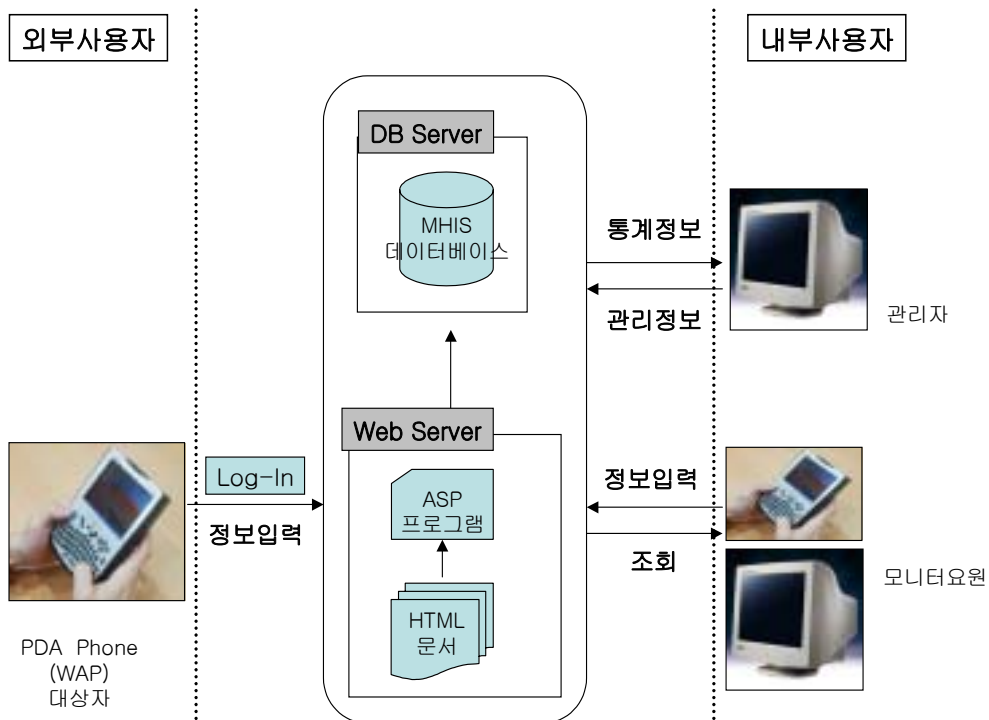 외부사용자
내부사용자
DB Server
MHIS
데이터베이스
통계정보
관리정보
관리자
Web Server
Log-In
정보입력
ASP
프로그램
HTML
문서
정보입력
조회
모니터요원
PDA Phone
(WAP)
대상자